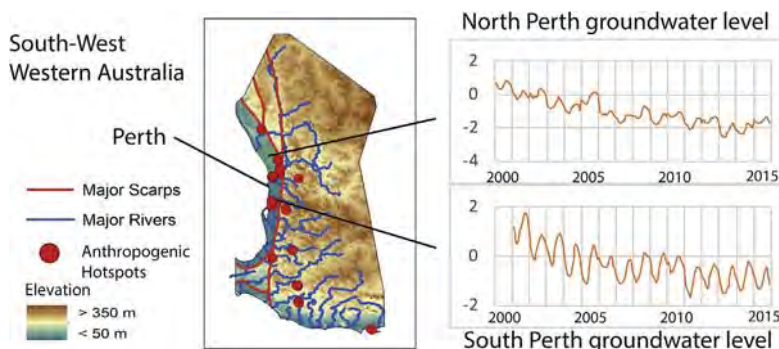 South-West
Western Australia
Perth
Major Scarps
Major Rivers
Anthropogenic
Hotspots
Elevation
> 350 m
< 50 m
North Perth groundwater level
2
0
-2
-4
2000 2005 2010 2015
2
0
-2
2000 2005 2010 2015
South Perth groundwater level